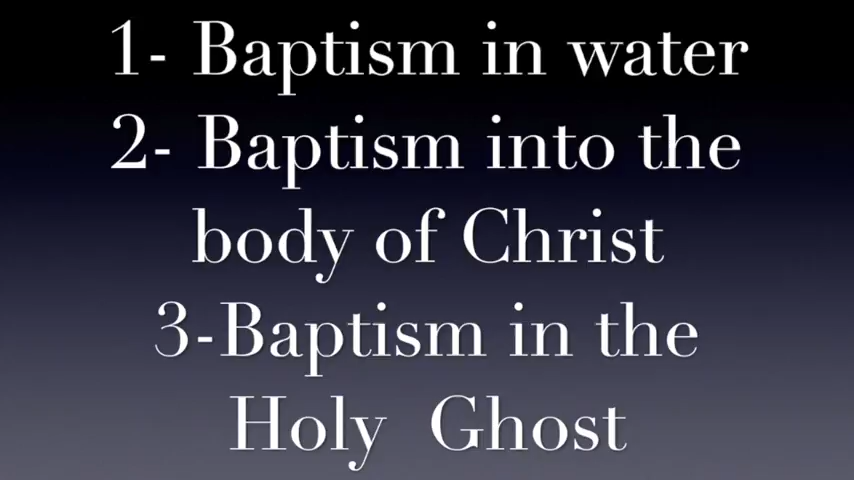 1- Baptism in water
2- Baptism into the
body of Christ
3-Baptism in the
Holy Ghost